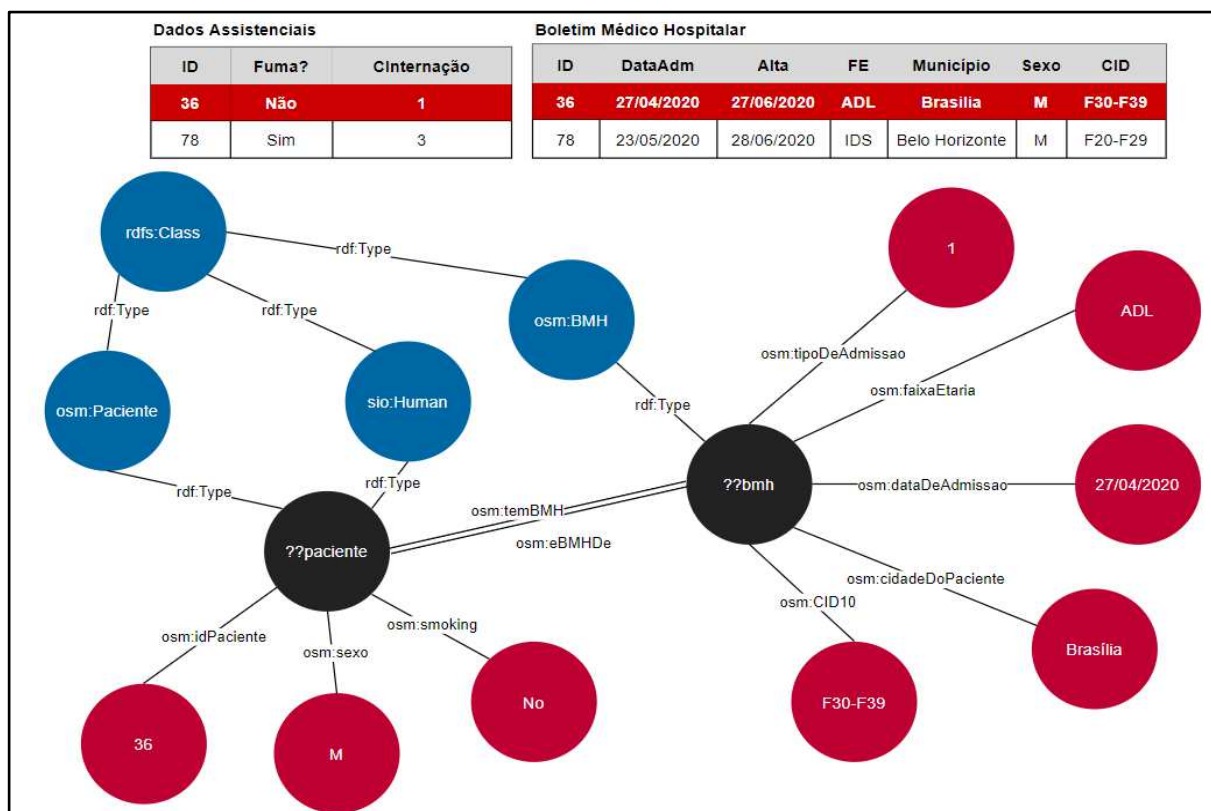 Dados Assistenciais
Boletim Médico Hospitalar
ID Fuma? CInternação
36 Não 1
78 Sim 3
ID DataAdm Alta FE Município Sexo CID
36 27/04/2020 27/06/2020 ADL Brasilia M F30-F39
78 23/05/2020 28/06/2020 IDS Belo Horizonte M F20-F29
rdfs:Class
rdf:Type
1
rdf:Type
rdf:Type
osm:BMH
ADL
osm:tipoDeAdmissao
osm:faixaEtaria
osm:Paciente
sio:Human
rdf:Type
rdf:Type
rdf:Type
??bmh
osm:dataDeAdmissao
27/04/2020
osm:temBMH
osm:eBMHDe
??paciente
osm:cidadeDoPaciente
osm:CID10
osm:idPaciente
osm:sexo
osm:smoking
Brasília
No
F30-F39
36
M